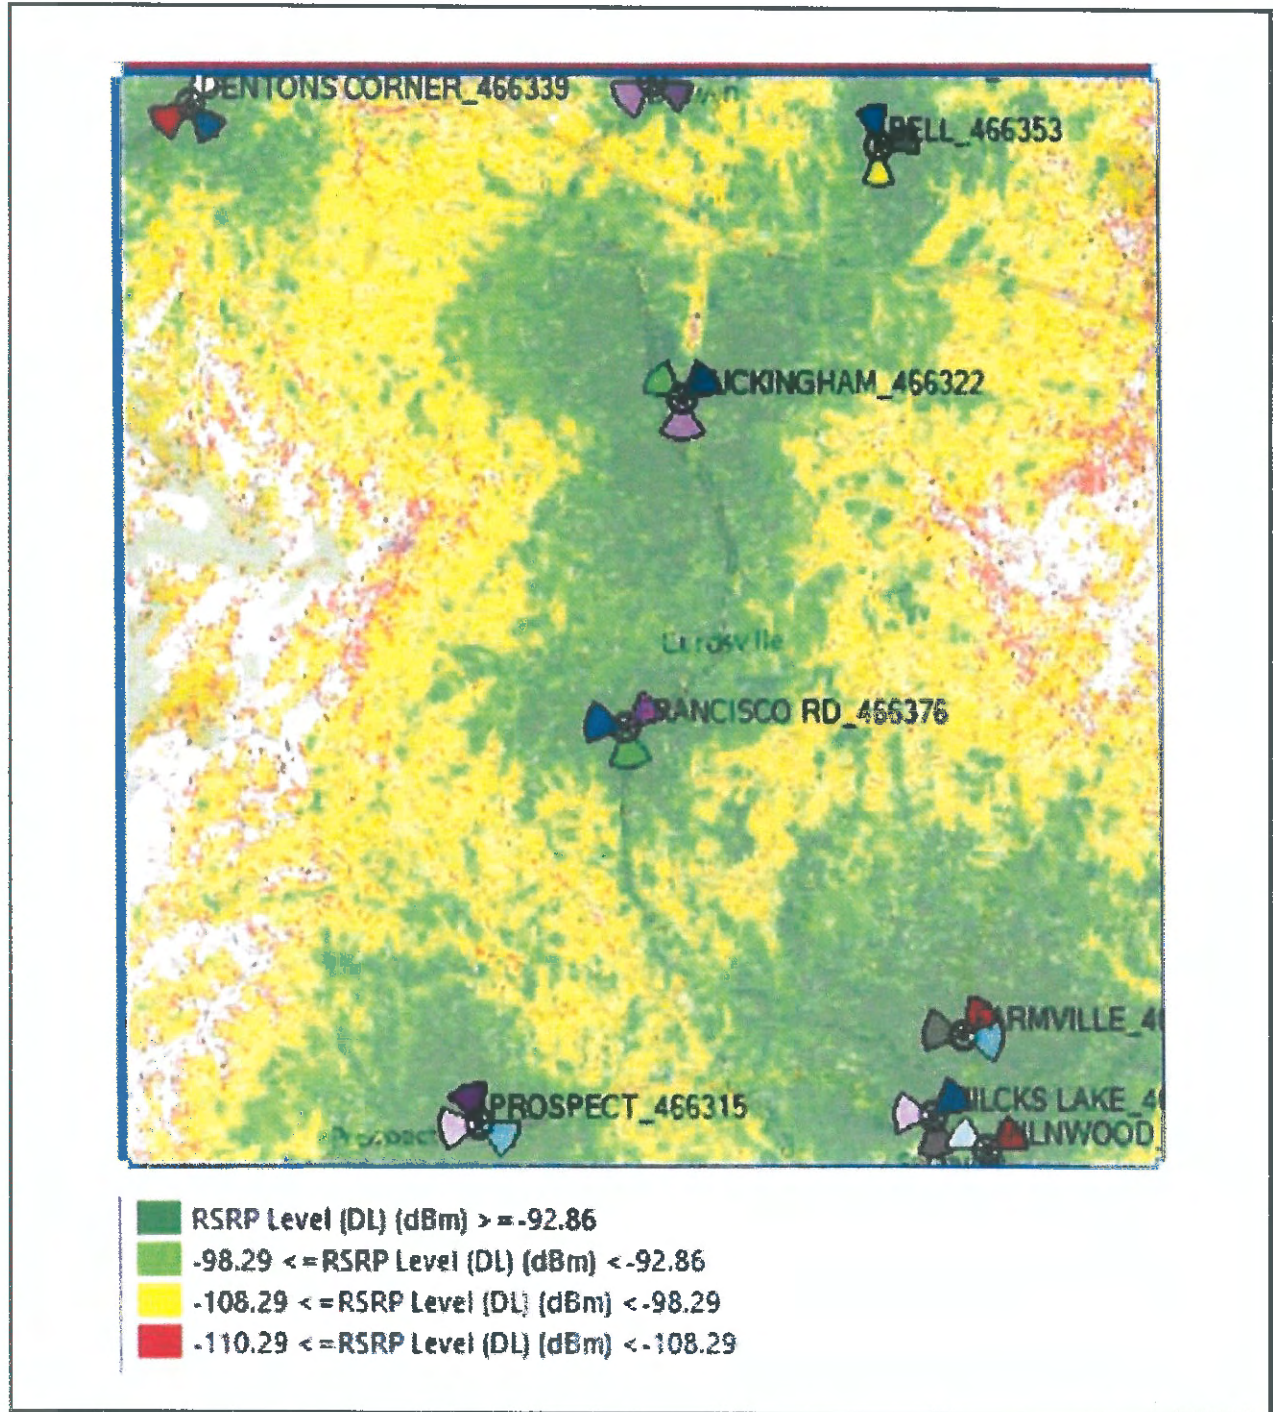 DENTONS CORNER_466339
BELL_466353
UCKINGHAM_466322
RANCISCO RD_466376
ARMVILLE_4
PROSPECT_466315
Prospect
ILCKS LAKE_4
ILNWOOD
RSRP Level (DL) (dBm) >=-92.86
-98.29 <=RSRP Level (DL) (dBm) <-92.86
-108.29 <=RSRP Level (DL) (dBm) <-98.29
-110.29 <=RSRP Level (DL) (dBm) <-108.29